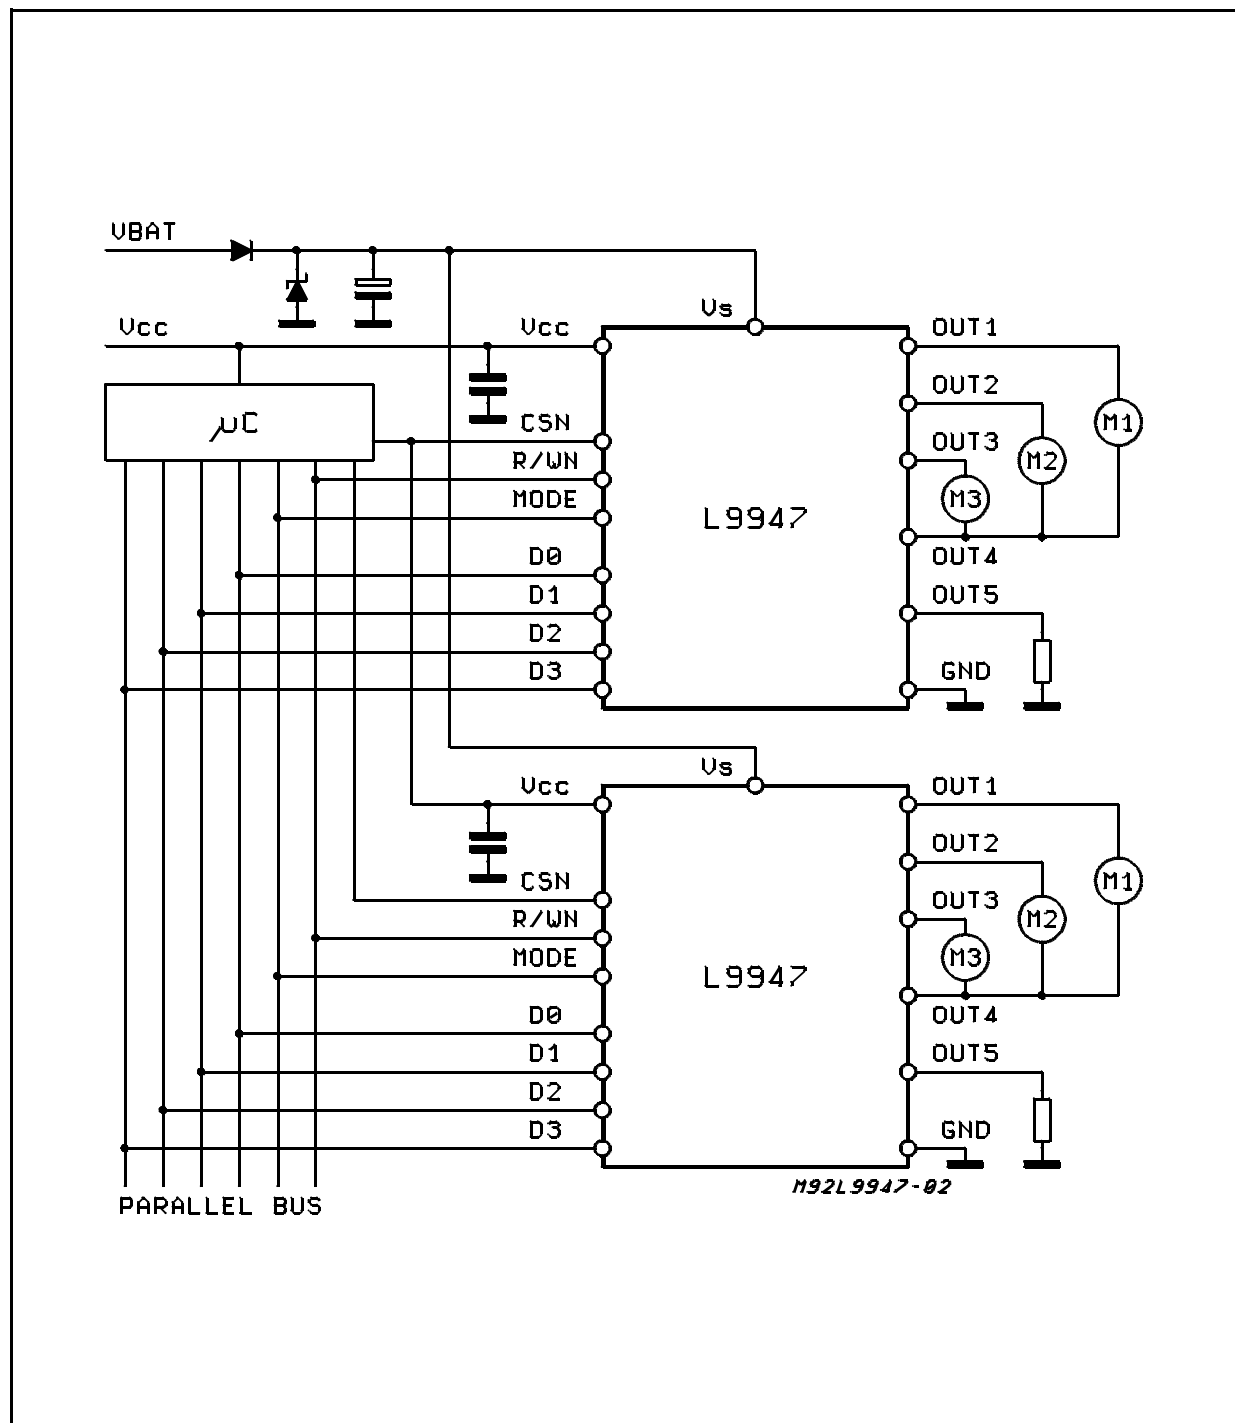 VBAT
Vs
Vcc
Vcc
OUT1
μC
OUT2
M1
CSN
OUT3
M2
R/WN
M3
MODE
L9947
D0
OUT4
D1
OUT5
D2
D3
GND
Vs
Vcc
OUT1
OUT2
CSN
M1
OUT3
M2
R/WN
M3
MODE
L9947
D0
OUT4
D1
OUT5
D2
D3
GND
M92L9947-02
PARALLEL BUS